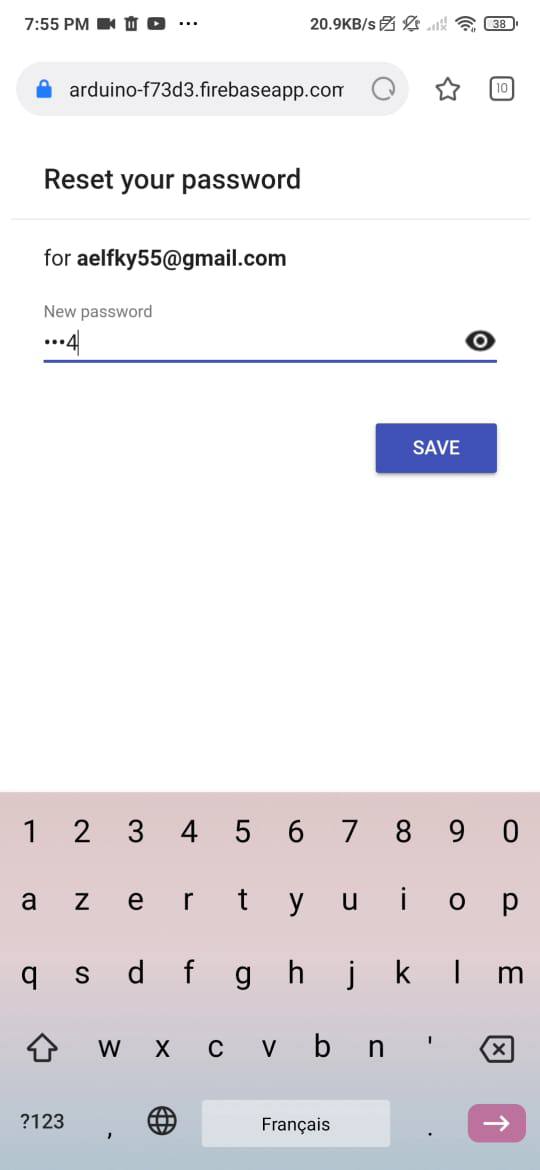 7:55 PM ··· 20.9KB/s 38
arduino-f73d3.firebaseapp.com 10
Reset your password
for aelfky55@gmail.com
New password
•••4
SAVE
1 2 3 4 5 6 7 8 9 0
a z e r t y u i o p
q s d f g h j k l m
w x c v b n '
?123 , Français .